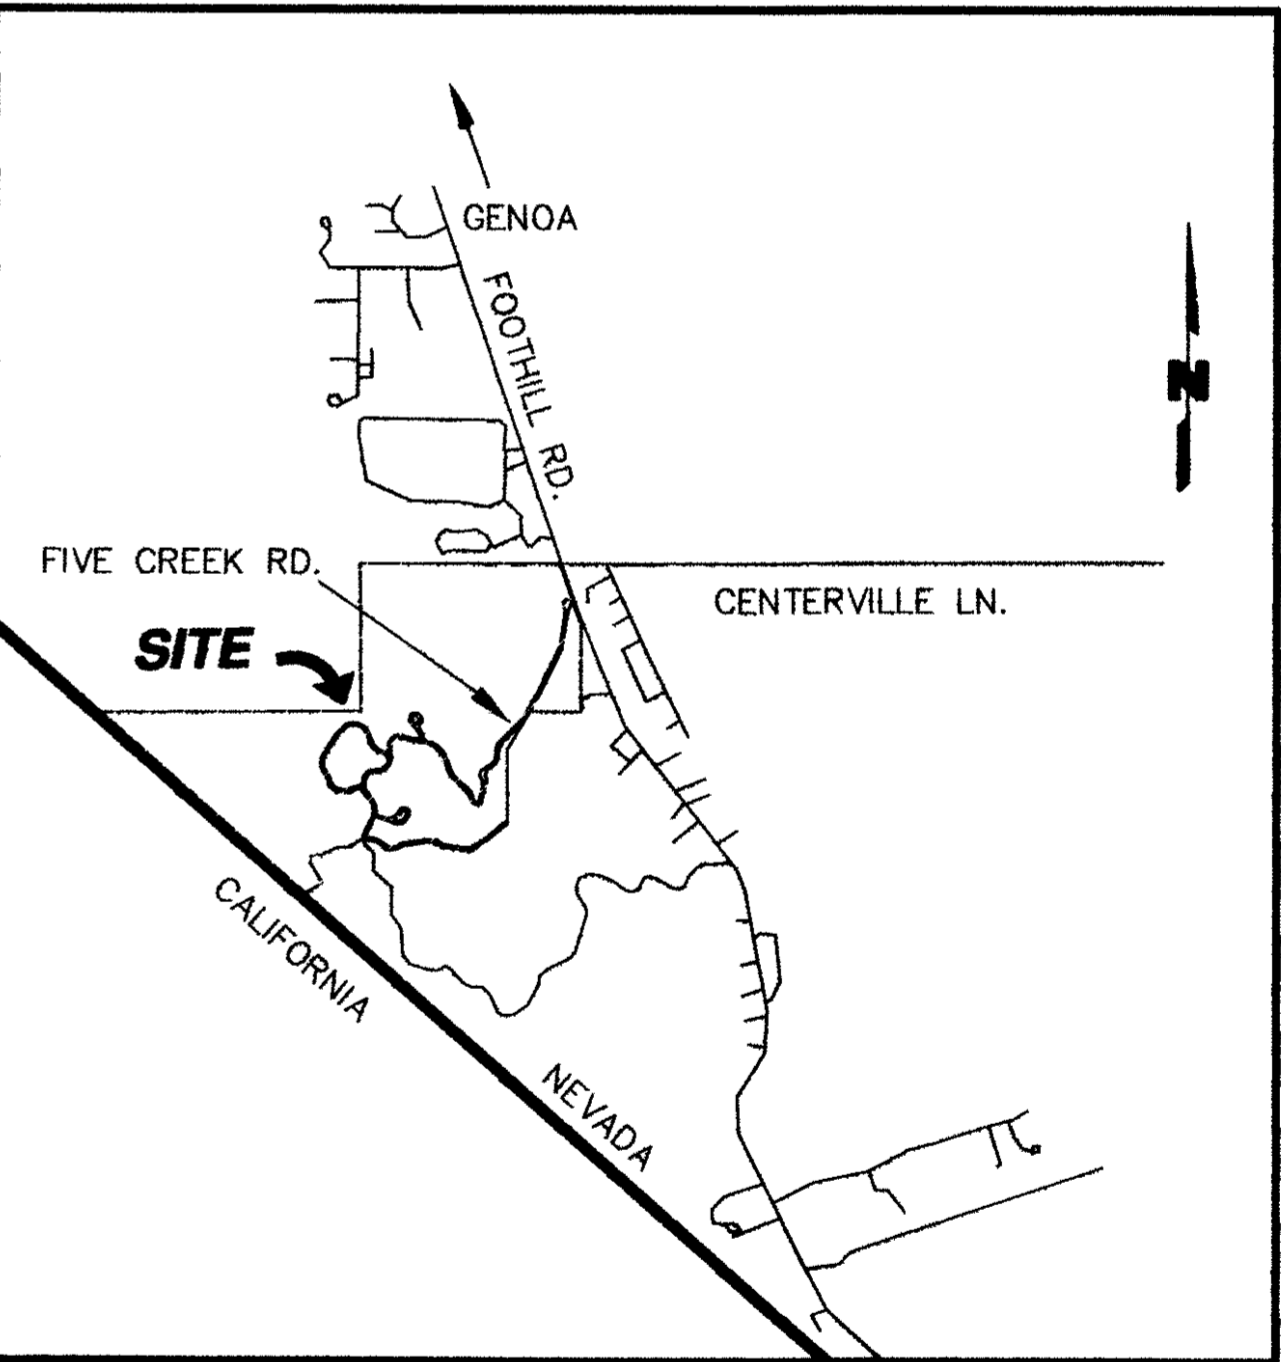 GENOA
N
FOOTHILL RD.
FIVE CREEK RD.
CENTERVILLE LN.
SITE
CALIFORNIA
NEVADA